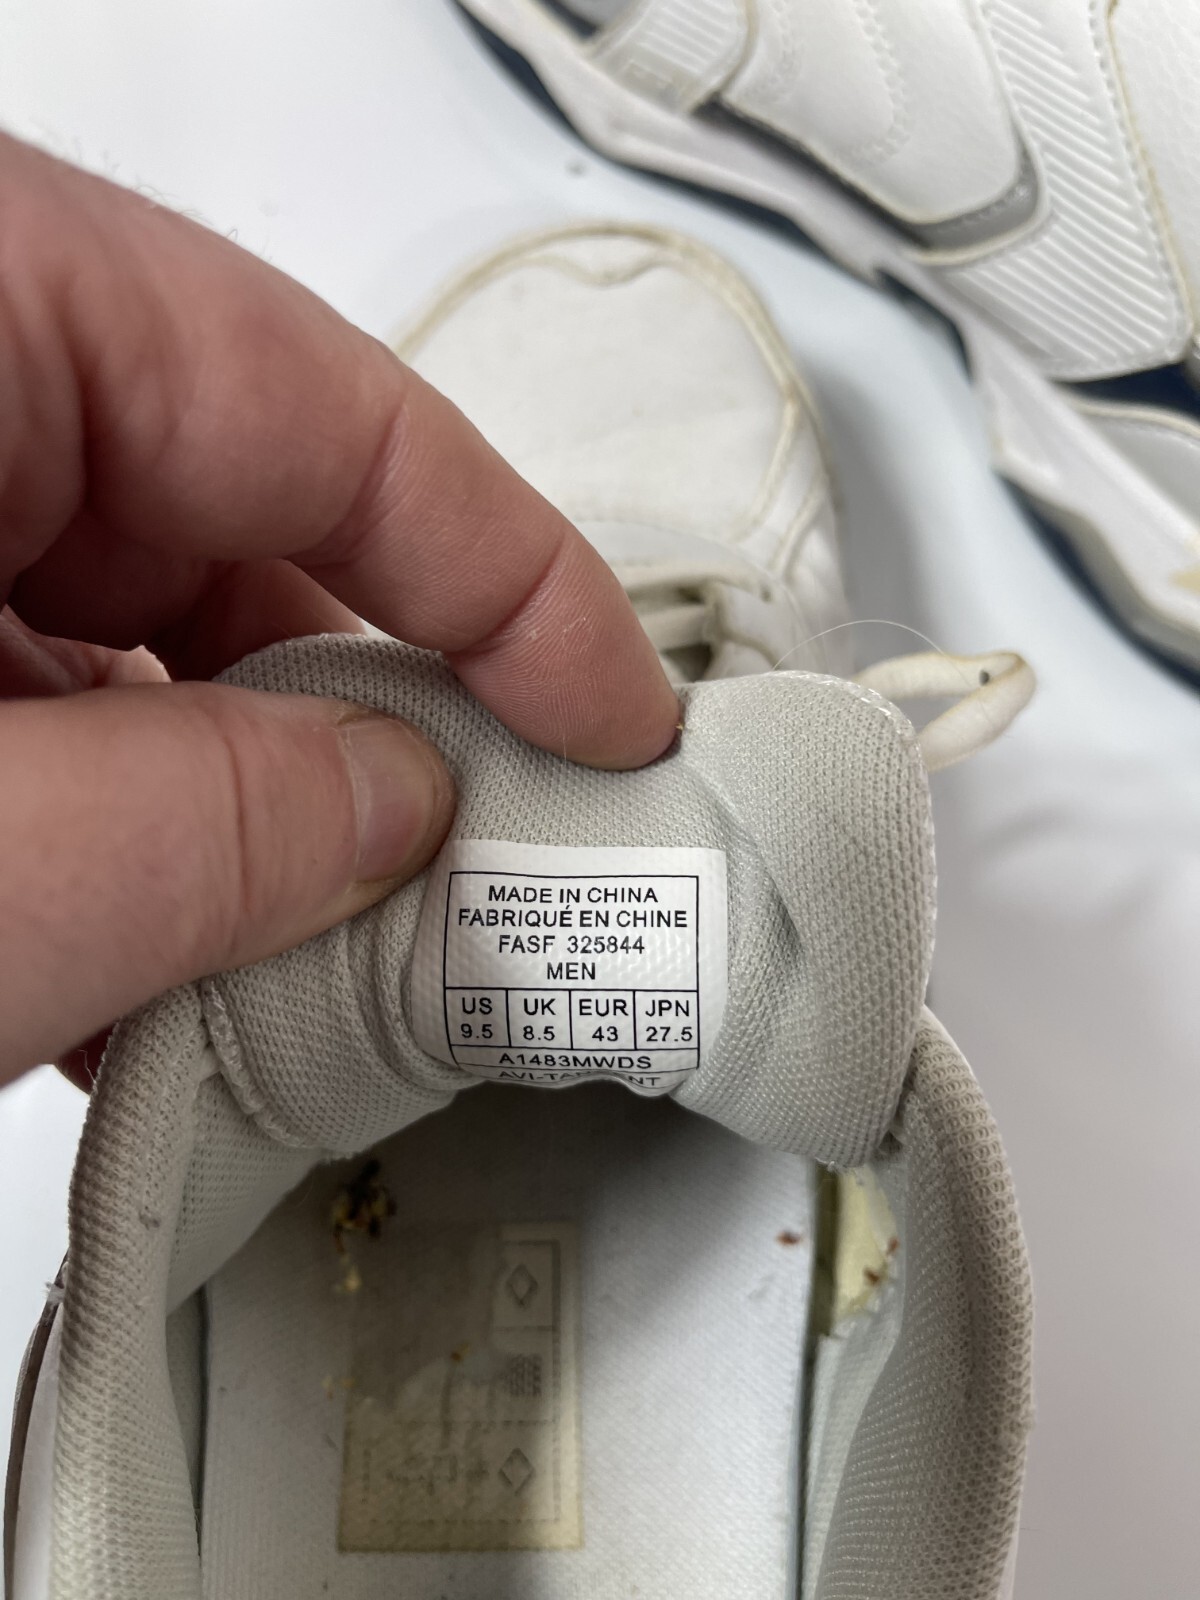 MADE IN CHINA
FABRIQUÉ EN CHINE
FASF 325844
MEN
US UK EUR JPN
9.5 8.5 43 27.5
A1483MWDS